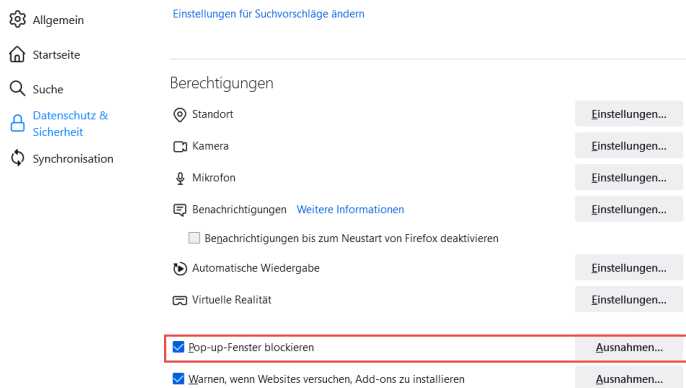 Allgemein
Startseite
Suche
Datenschutz &
Sicherheit
Synchronisation
Einstellungen für Suchvorschläge ändern
Berechtigungen
Standort Einstellungen...
Kamera Einstellungen...
Mikrofon Einstellungen...
Benachrichtigungen Weitere Informationen Einstellungen...
Benachrichtigungen bis zum Neustart von Firefox deaktivieren
Automatische Wiedergabe Einstellungen...
Virtuelle Realität Einstellungen...
Pop-up-Fenster blockieren Ausnahmen...
Warnen, wenn Websites versuchen, Add-ons zu installieren Ausnahmen...